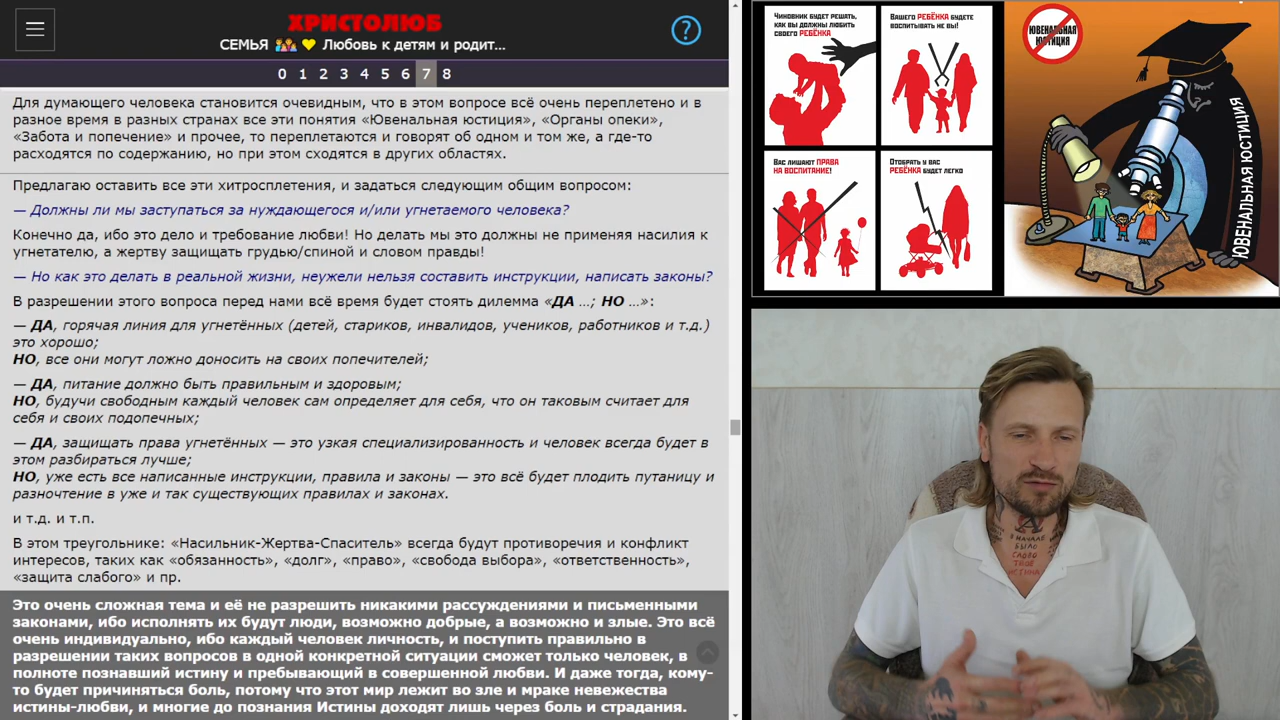 ХРИСТОЛЮБ
СЕМЬЯ 👪 💛 Любовь к детям и родит...
0 1 2 3 4 5 6 7 8
Для думающего человека становится очевидным, что в этом вопросе всё очень переплетено и в
разное время в разных странах все эти понятия «Ювенальная юстиция», «Органы опеки»,
«Забота и попечение» и прочее то переплетаются и говорят об одном и том же, а где-то
расходятся по содержанию, но при этом сходятся в других областях.
Предлагаю оставить все эти хитросплетения, и задаться следующим общим вопросом:
— Должны ли мы заступаться за нуждающегося и/или угнетаемого человека?
Конечно да, но это дело и требование любви! Но делать это должны не применяя насилия к
угнетателю, а жертву защищать грудью/спиной и словом правды!
— Но как это делать в реальной жизни, неужели нельзя составить инструкции, написать законы?
В разрешении этого вопроса перед нами всё время будет стоять дилемма «ДА ...; НО ...»:
— ДА, горячая линия для угнетённых (детей, стариков, инвалидов, учеников, работников и т.д.)
это хорошо;
НО, все они могут ложно доносить на своих попечителей;
— ДА, питание должно быть правильным и здоровым;
НО, будучи свободным каждый человек сам определяет для себя, что он таковым считает для
себя и своих подопечных;
— ДА, защищать права угнетённых — это узкая специализированность и человек всегда будет в
этом разбираться лучше;
НО, уже есть все написанные инструкции, правила и законы — это всё будет плодить путаницу и
разночтение в уже и так существующих правилах и законах.
и т.д. и т.п.
В этом треугольнике: «Насильник-Жертва-Спаситель» всегда будут противоречия и конфликт
интересов, таких как «обязанность», «долг», «право», «свобода выбора», «ответственность»,
«защита слабого» и пр.
Это очень сложная тема и её не разрешить никакими рассуждениями и письменными
законами, ибо исполнять их будут люди, возможно добрые, а возможно и злые. Это всё
очень индивидуально, ибо каждый человек личность, и поступить правильно в
разрешении таких вопросов в одной конкретной ситуации сможет только человек, в
полноте познавший истину и пребывающий в совершенной любви. И даже тогда, кому-
то будет причиняться боль, потому что этот мир лежит во зле и мраке невежества
истины-любви, и многие до познания Истины доходят лишь через боль и страдания.
Чиновник будет решать,
как вы должны любить
своего РЕБЁНКА
Вашего РЕБЁНКА будете
воспитывать не вы!
Вас лишают ПРАВА
НА ВОСПИТАНИЕ!
Отобрать у вас
РЕБЁНКА будет легко
ЮВЕНАЛЬНАЯ
ЮСТИЦИЯ
ЮВЕНАЛЬНАЯ ЮСТИЦИЯ
В НАЧАЛЕ
БЫЛО
СЛОВО
ТВОЁ
ИСТИНА